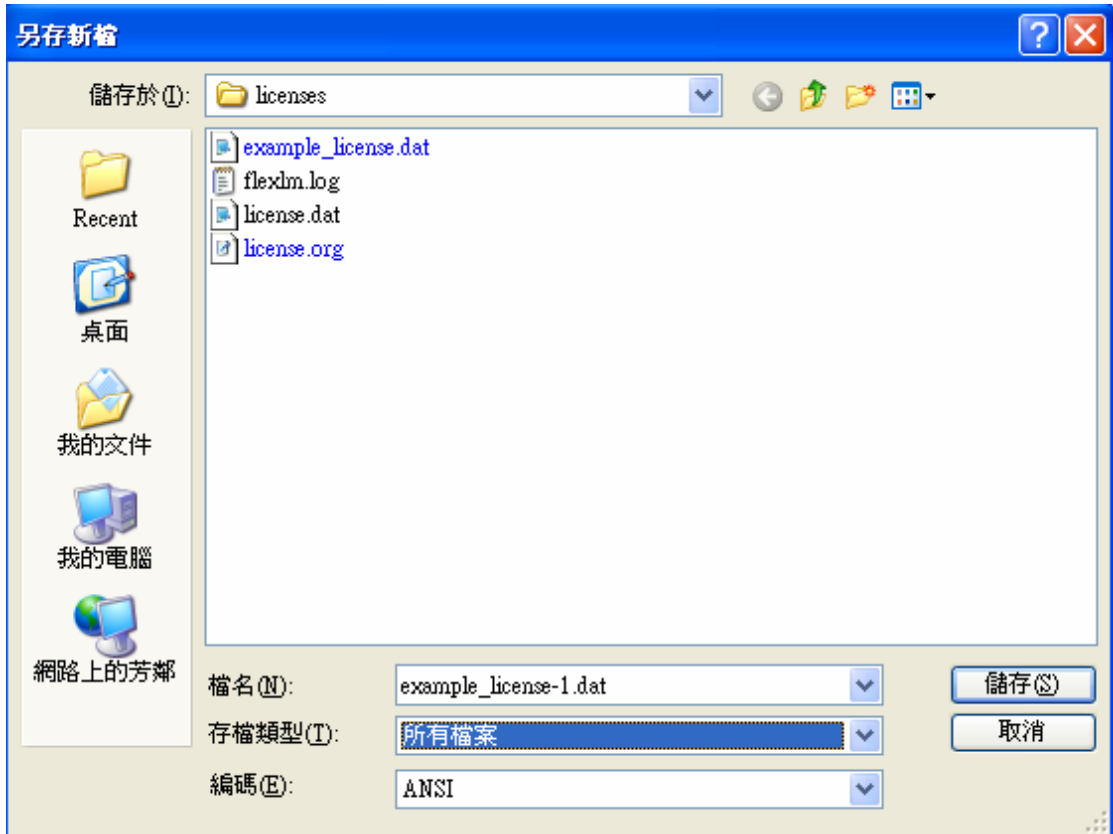 另存新檔
儲存於(I):
licenses
example_license.dat
flexlm.log
license.dat
license.org
Recent
桌面
我的文件
我的電腦
網路上的芳鄰
檔名(N):
example_license-1.dat
儲存(S)
存檔類型(T):
所有檔案
取消
編碼(E):
ANSI